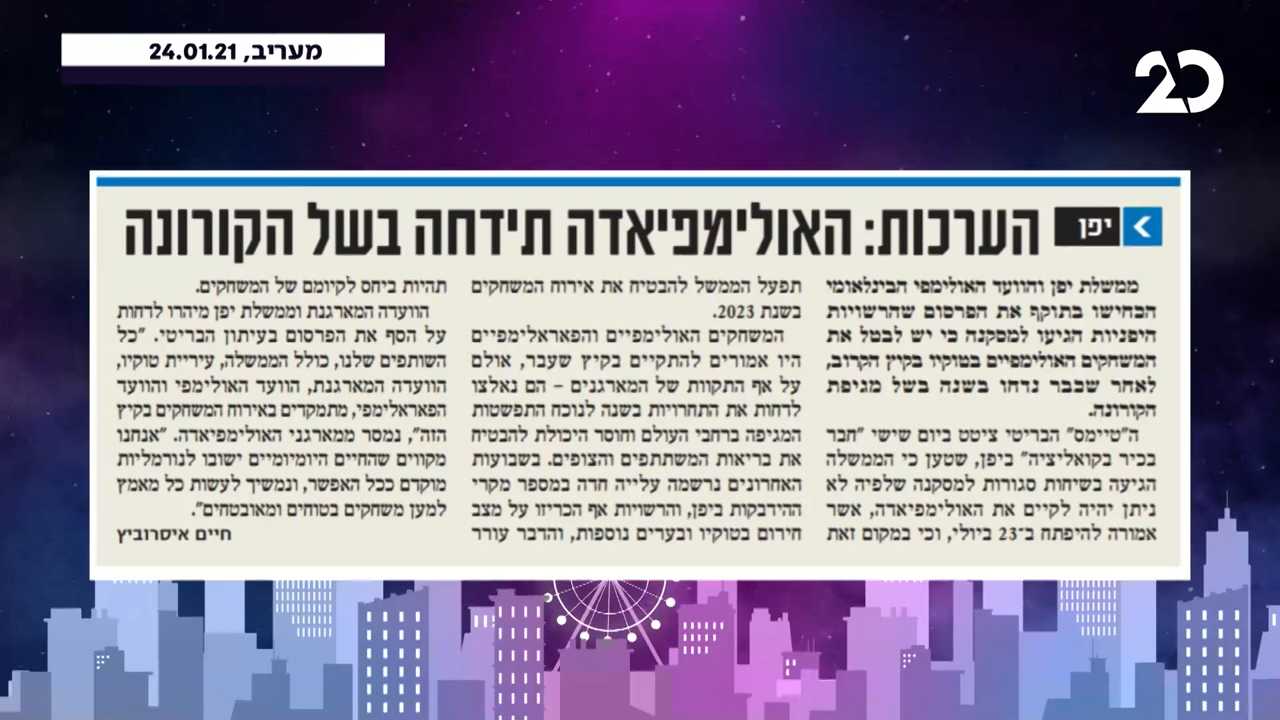 מעריב, 24.01.21
20
יפן
הערכות: האולימפיאדה תידחה בשל הקורונה
ממשלת יפן והוועד האולימפי הבינלאומי
הכחישו בתוקף את הפרסום שהרשויות
היפניות הגיעו למסקנה כי יש לבטל את
המשחקים האולימפיים בטוקיו בקיץ הקרוב,
לאחר שכבר נדחו בשנה בשל מגיפת
הקורונה.
ה"טיימס" הבריטי ציטט ביום שישי "חבר
בכיר בקואליציה" ביפן, שטען כי הממשלה
הגיעה בשיחות סגורות למסקנה שלפיה לא
ניתן יהיה לקיים את האולימפיאדה, אשר
אמורה להיפתח ב־23 ביולי, וכי במקום זאת
תפעל הממשל להבטיח את אירוח המשחקים
בשנת 2023.
המשחקים האולימפיים והפאראלימפיים
היו אמורים להתקיים בקיץ שעבר, אולם
על אף התקוות של המארגנים – הם נאלצו
לדחות את התחרויות בשנה לנוכח התפשטות
המגיפה ברחבי העולם וחוסר היכולת להבטיח
את בריאות המשתתפים והצופים. בשבועות
האחרונים נרשמה עלייה חדה במספר מקרי
ההידבקות ביפן, והרשויות אף הכריזו על מצב
חירום בטוקיו ובערים נוספות, והדבר עורר
תהיות ביחס לקיומם של המשחקים.
הוועדה המארגנת וממשלת יפן מיהרו לדחות
על הסף את הפרסום בעיתון הבריטי. "כל
השותפים שלנו, כולל הממשלה, עיריית טוקיו,
הוועדה המארגנת, הוועד האולימפי והוועד
הפאראלימפי, מתמקדים באירוח המשחקים בקיץ
הזה", נמסר ממארגני האולימפיאדה. "אנחנו
מקווים שהחיים היומיומיים ישובו לנורמליות
מוקדם ככל האפשר, ונמשיך לעשות כל מאמץ
למען משחקים בטוחים ומאובטחים".
חיים איסרוביץ